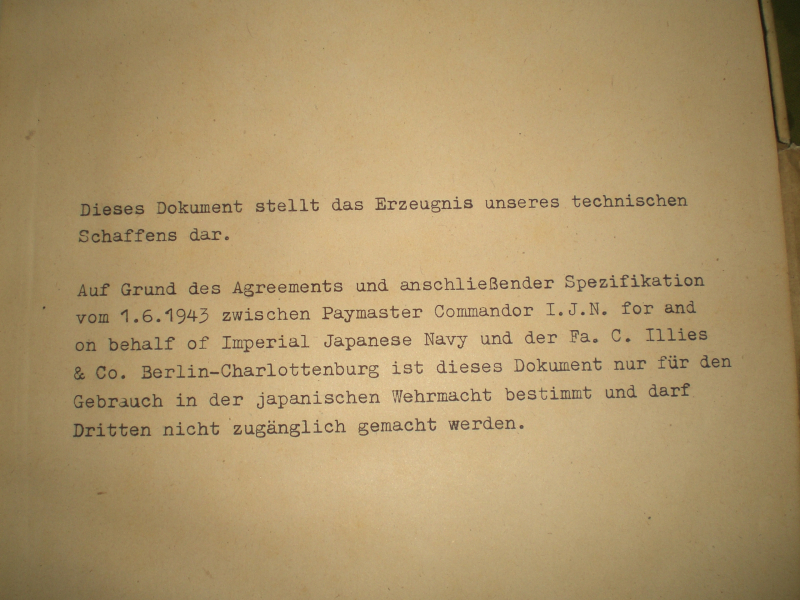 Dieses Dokument stellt das Erzeugnis unseres technischen
Schaffens dar.
Auf Grund des Agreements und anschließender Spezifikation
vom 1.6.1943 zwischen Paymaster Commandor I.J.N. for and
on behalf of Imperial Japanese Navy und der Fa. C. Illies
& Co. Berlin-Charlottenburg ist dieses Dokument nur für den
Gebrauch in der japanischen Wehrmacht bestimmt und darf
Dritten nicht zugänglich gemacht werden.